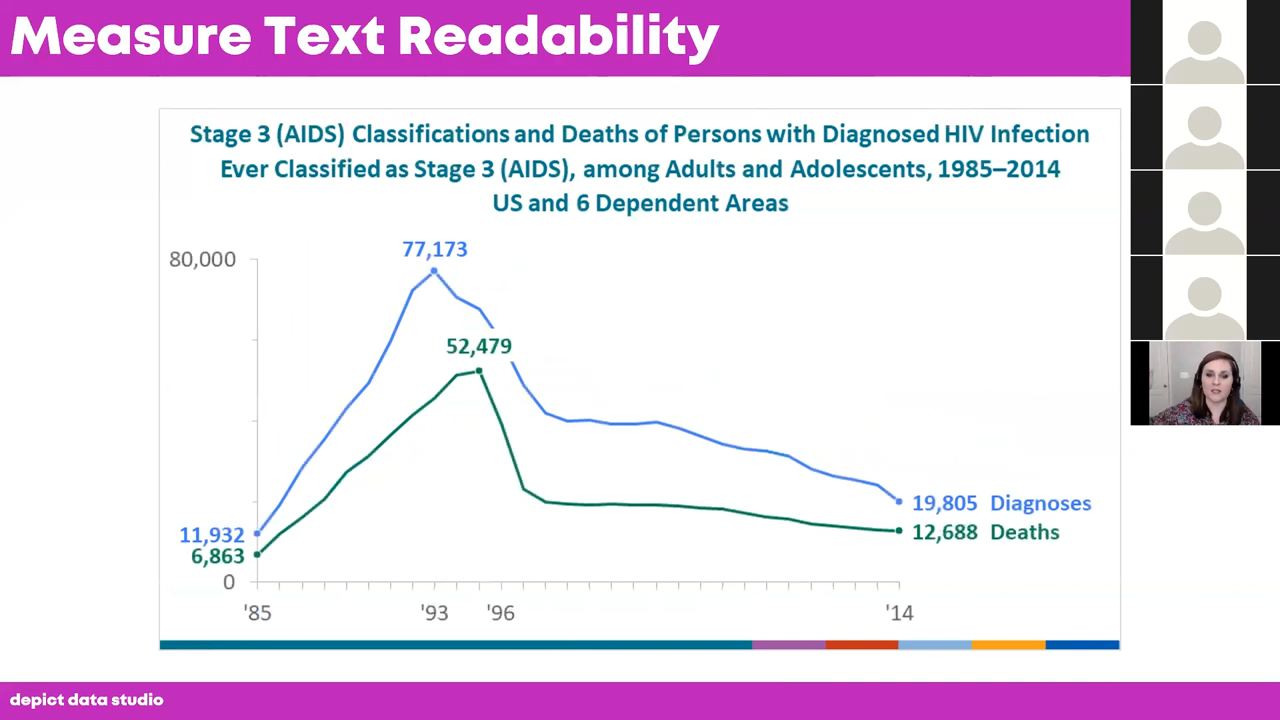 Measure Text Readability
Stage 3 (AIDS) Classifications and Deaths of Persons with Diagnosed HIV Infection
Ever Classified as Stage 3 (AIDS), among Adults and Adolescents, 1985–2014
US and 6 Dependent Areas
77,173
80,000
52,479
19,805 Diagnoses
11,932
12,688 Deaths
6,863
0
'85 '93 '96 '14
depict data studio